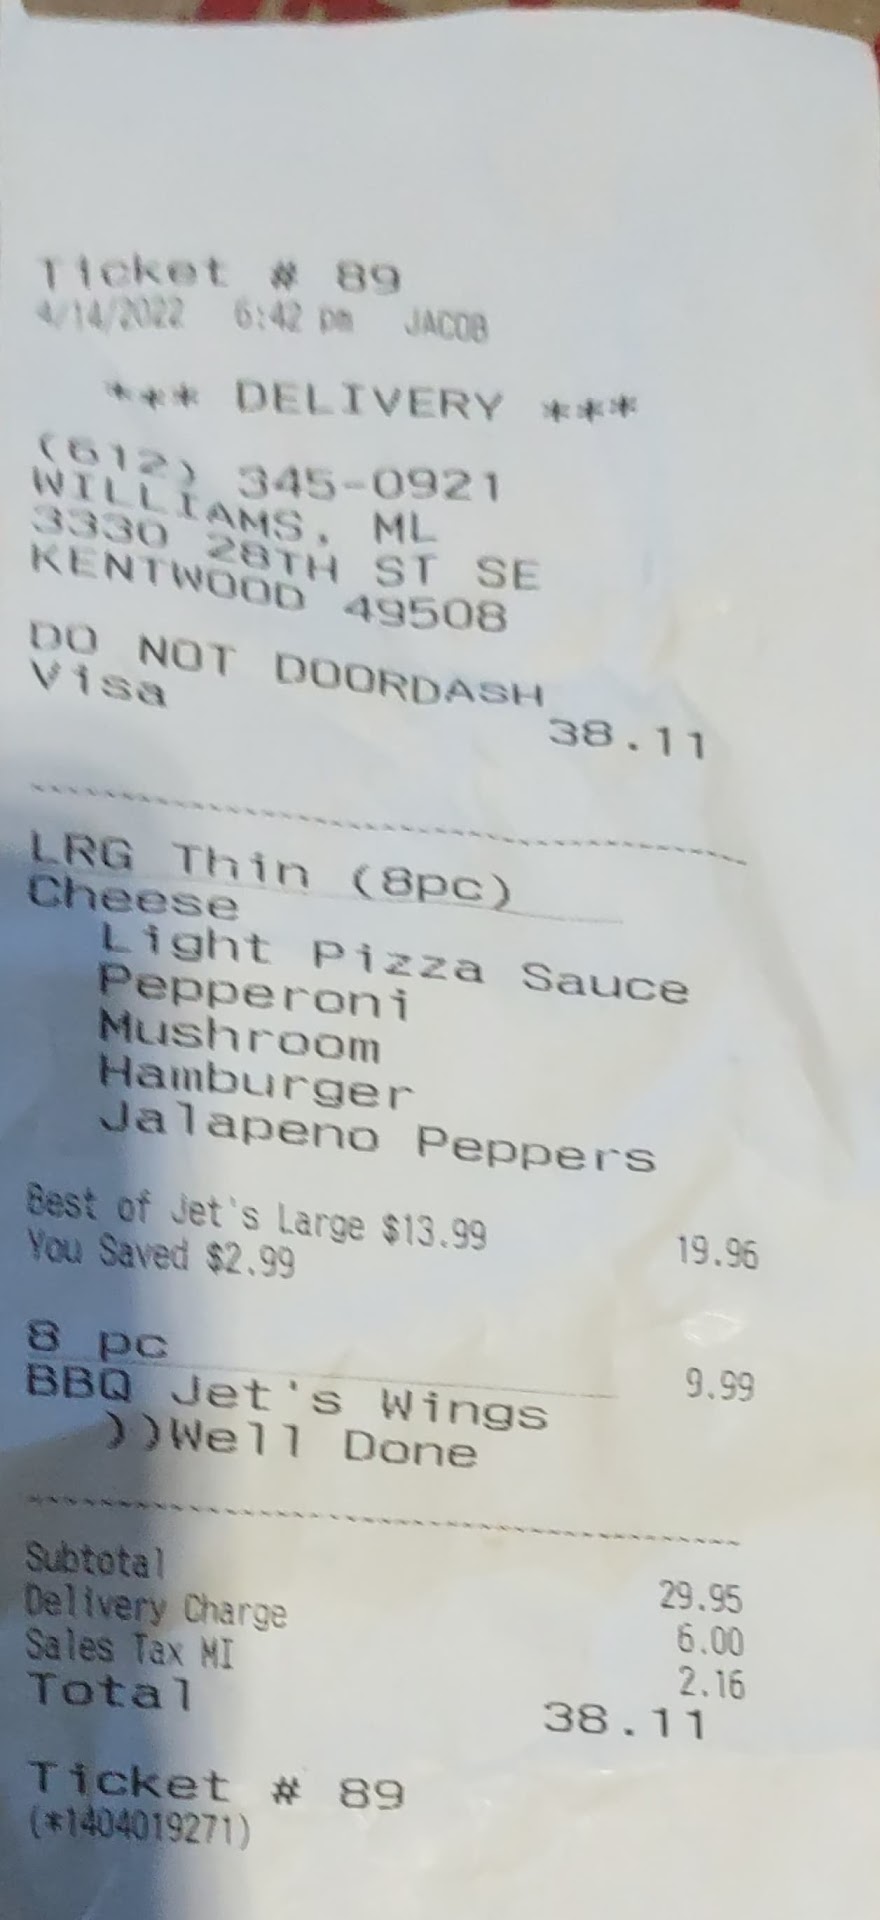 Ticket # 89
4/14/2022 6:42 pm JACOB
*** DELIVERY ***
(612) 345-0921
WILLIAMS, ML
3330 28TH ST SE
KENTWOOD 49508
DO NOT DOORDASH
Visa 38.11
LRG Thin (8pc)
Cheese
Light Pizza Sauce
Pepperoni
Mushroom
Hamburger
Jalapeno Peppers
Best of Jet's Large $13.99 19.96
You Saved $2.99
8 pc
BBQ Jet's Wings 9.99
))Well Done
Subtotal 29.95
Delivery Charge 6.00
Sales Tax MI 2.16
Total 38.11
Ticket # 89
(*1404019271)